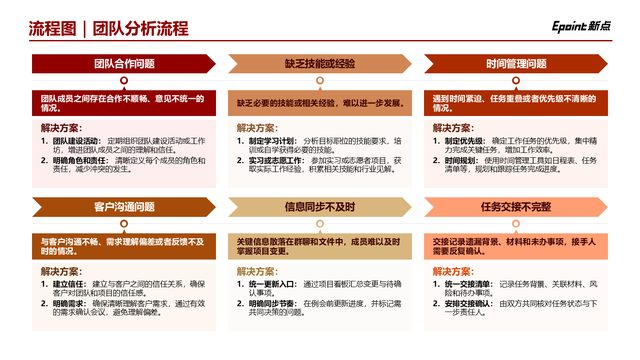 流程图｜团队分析流程
Epoint新点
团队合作问题
缺乏技能或经验
时间管理问题
团队成员之间存在合作不顺畅、意见不统一的
情况。
缺乏必要的技能或相关经验，难以进一步发展。
遇到时间紧迫、任务重叠或者优先级不清晰的
情况。
解决方案：
1. 团队建设活动： 定期组织团队建设活动或工作
坊，增进团队成员之间的理解和信任。
2. 明确角色和责任： 清晰定义每个成员的角色和
责任，减少冲突的发生。
解决方案：
1. 制定学习计划： 分析目标职位的技能要求，培
训或自学获得必要的技能。
2. 实习或志愿工作： 参加实习或志愿者项目，获
取实际工作经验，积累相关技能和行业见解。
解决方案：
1. 制定优先级： 确定工作任务的优先级，集中精
力完成关键任务，增加工作效率。
2. 时间规划： 使用时间管理工具如日程表、任务
清单等，规划和跟踪任务完成进度。
客户沟通问题
信息同步不及时
任务交接不完整
与客户沟通不畅、需求理解偏差或者反馈不及
时的情况。
关键信息散落在群聊和文件中，成员难以及时
掌握项目变更。
交接记录遗漏背景、材料和未办事项，接手人
需要反复确认。
解决方案：
1. 建立信任： 建立与客户之间的信任关系，确保
客户对团队和项目的信任感。
2. 明确需求： 确保清晰理解客户需求，通过有效
的需求确认会议，避免理解偏差。
解决方案：
1. 统一更新入口： 通过项目看板汇总变更与待确
认事项。
2. 明确同步节奏： 在例会前更新进度，并标记需
共同决策的问题。
解决方案：
1. 统一交接清单： 记录任务背景、关联材料、风
险和待办事项。
2. 安排交接确认： 由双方共同核对任务状态与下
一步责任人。